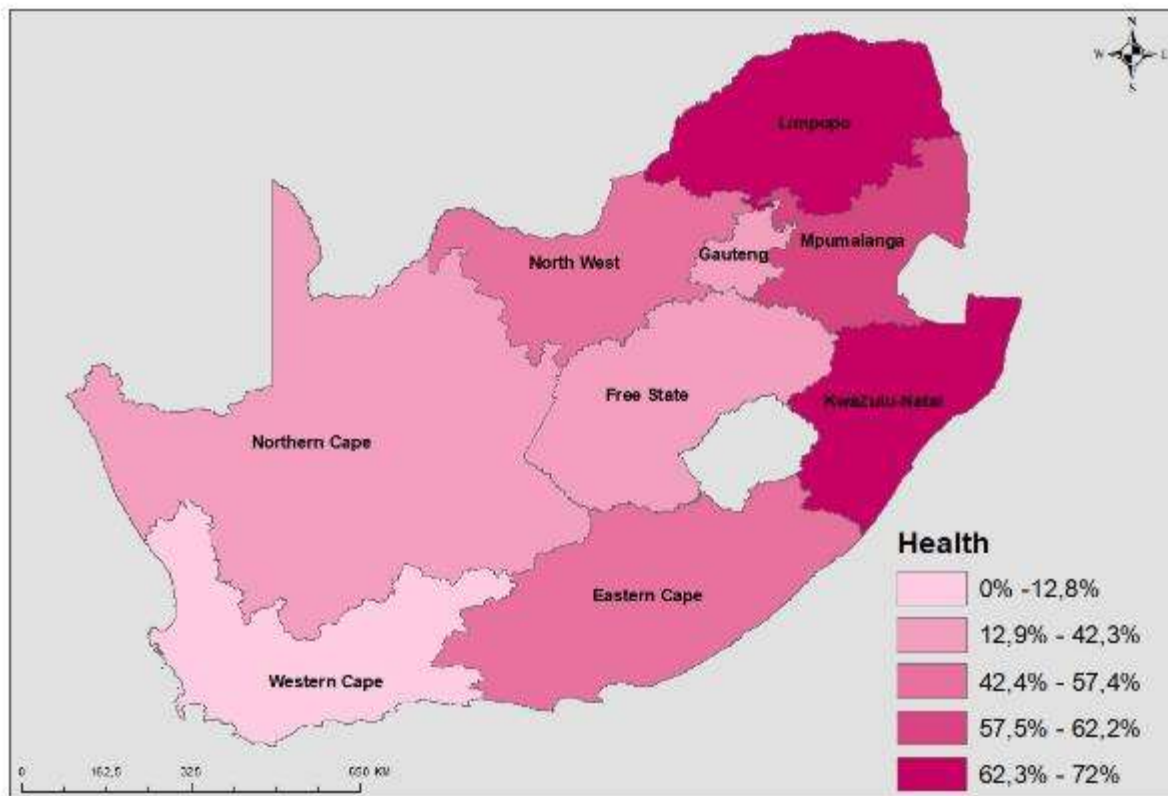 N
W
E
S
Limpopo
Mpumalanga
Gauteng
North West
Free State
KwaZulu-Natal
Northern Cape
Eastern Cape
Western Cape
Health
0% -12,8%
12,9% - 42,3%
42,4% - 57,4%
57,5% - 62,2%
62,3% - 72%
0 162,5 325 650 KM